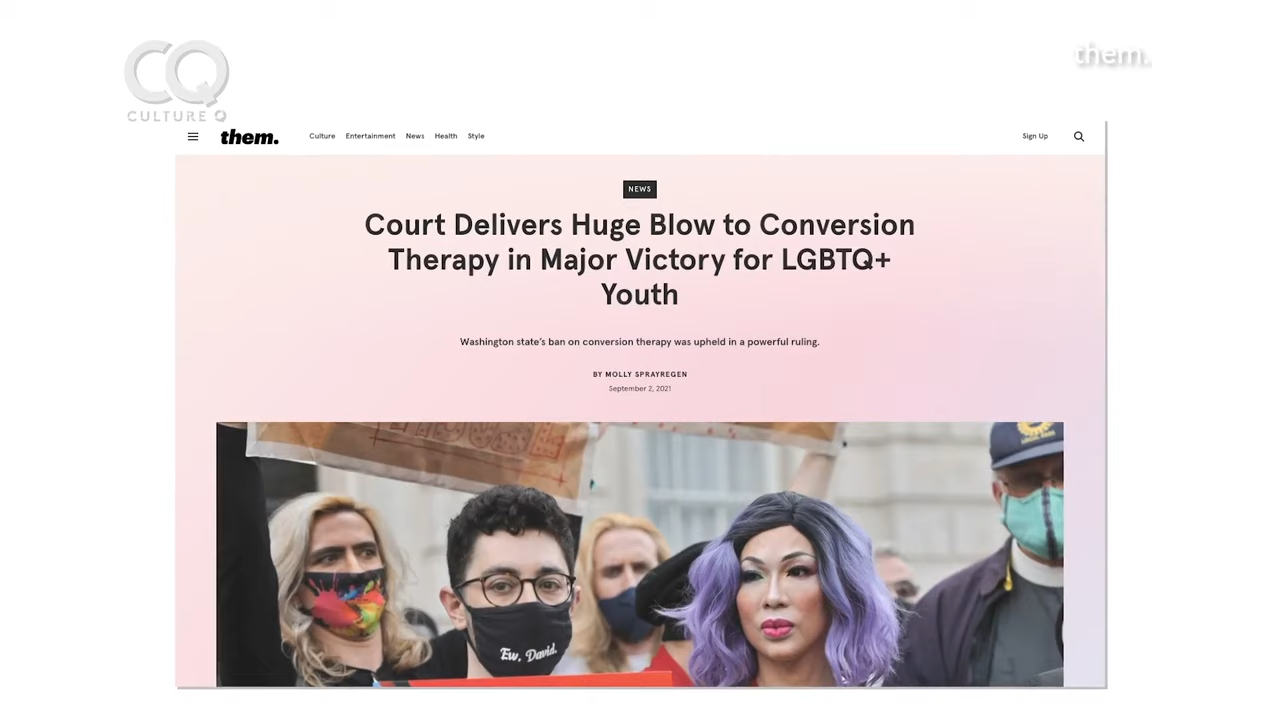 CQ
CULTURE Q
them.
them. Culture Entertainment News Health Style Sign Up
NEWS
Court Delivers Huge Blow to Conversion
Therapy in Major Victory for LGBTQ+
Youth
Washington state's ban on conversion therapy was upheld in a powerful ruling.
BY MOLLY SPRAYREGEN
September 2, 2021
Ew, David.